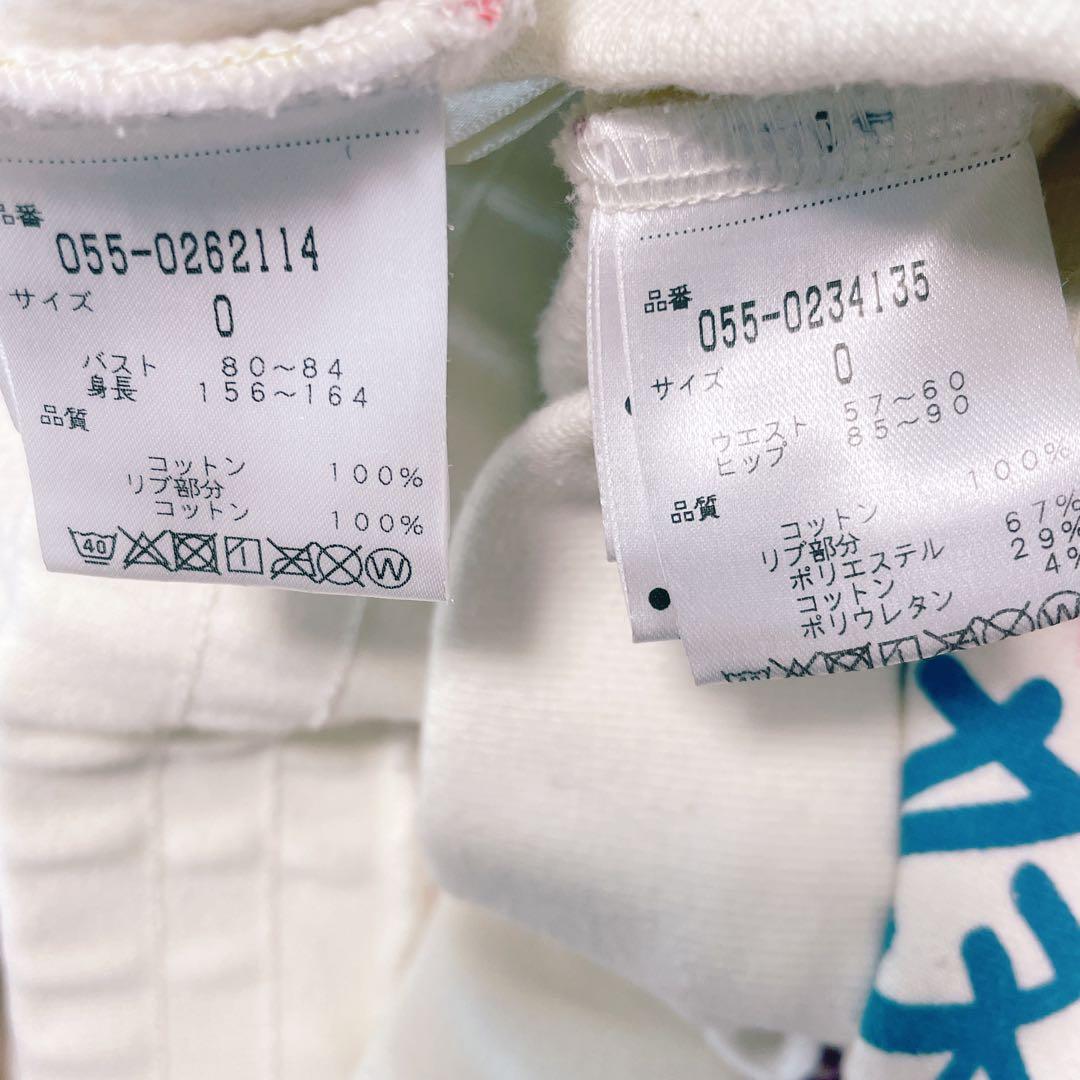 品番
055-0262114
サイズ
0
バスト 80～84
身長 156～164
品質
コットン 100%
リブ部分
コットン 100%
40
W
品番
055-0234135
サイズ
0
ウエスト 57～60
ヒップ 85～90
品質
コットン 100%
リブ部分
ポリエステル 67%
コットン 29%
ポリウレタン 4%
W